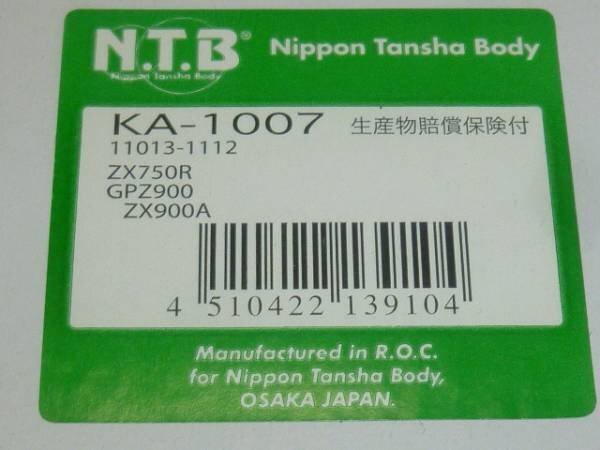 N.T.B®
Nippon Tansha Body
Nippon Tansha Body
KA-1007 生産物賠償保険付
11013-1112
ZX750R
GPZ900
ZX900A
4 510422 139104
Manufactured in R.O.C.
for Nippon Tansha Body,
OSAKA JAPAN.